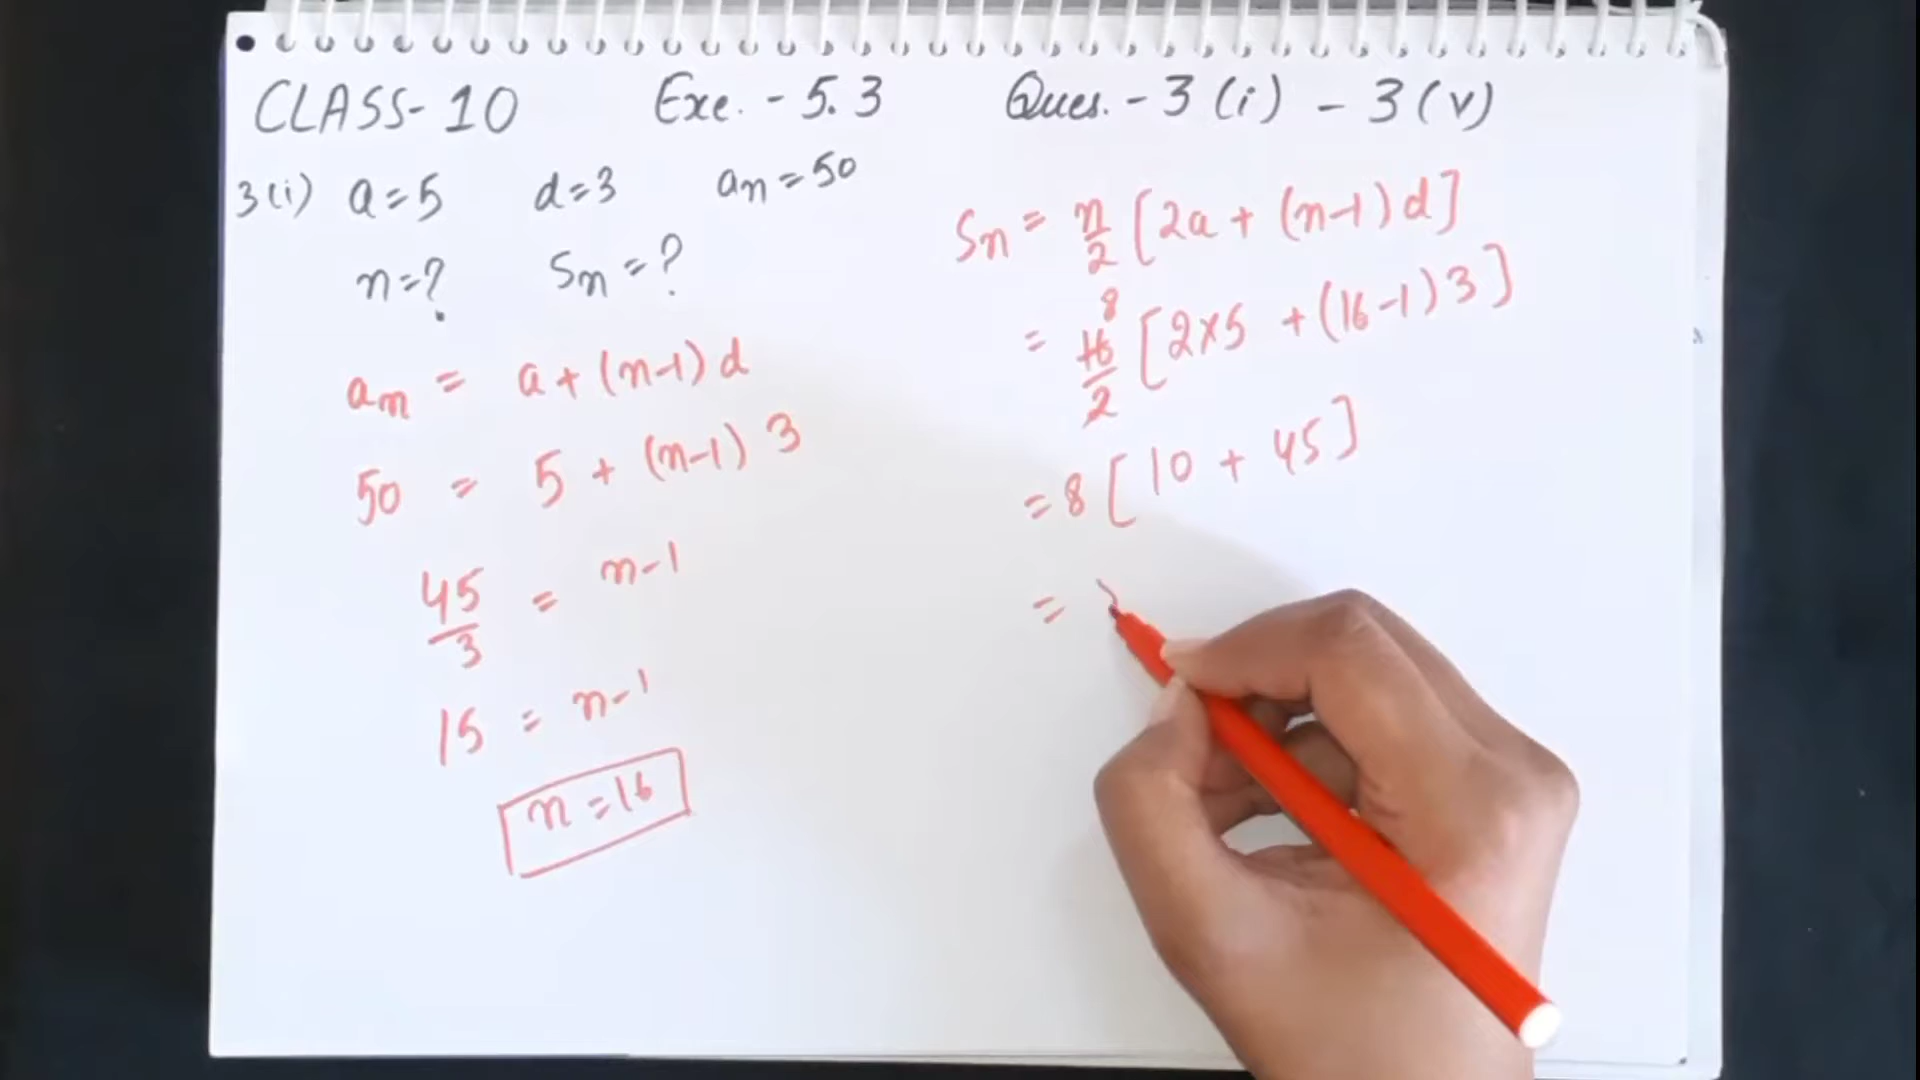 CLASS-10 Exe. - 5.3 Ques. - 3(i) - 3(v)
3(i) a=5 d=3 an=50
n=? Sn=?
an = a+(n-1)d
50 = 5+(n-1)3
45/3 = n-1
15 = n-1
n=16
Sn = n/2 [2a+(n-1)d]
8
= 16/2 [2×5 +(16-1)3]
=8[10+45]
=